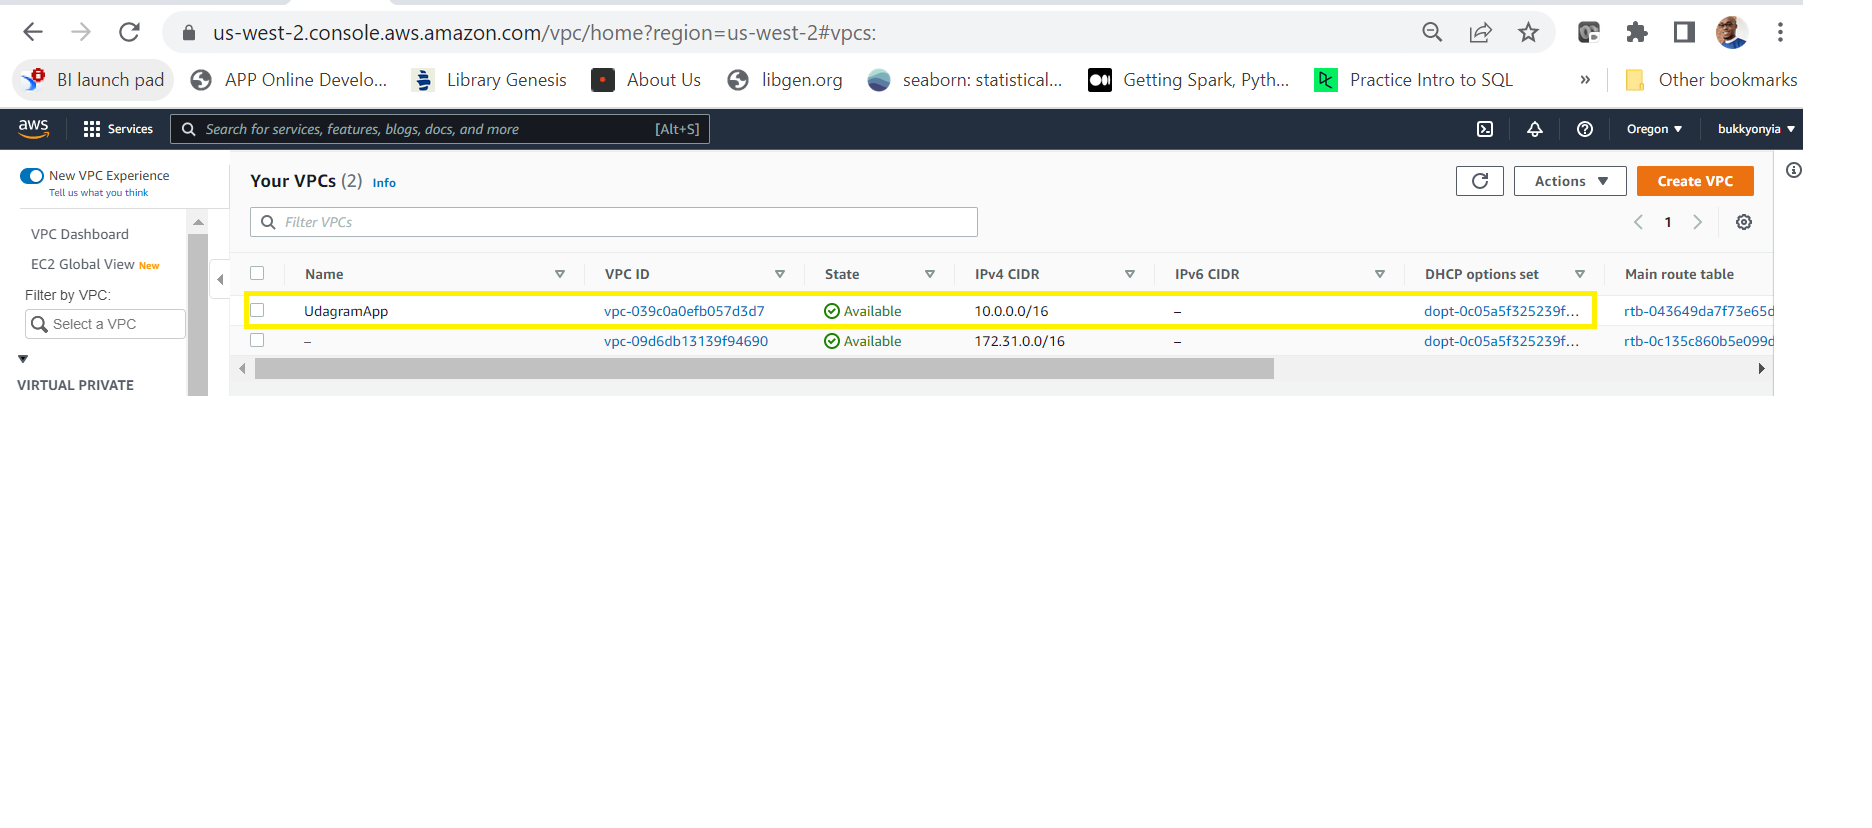 us-west-2.console.aws.amazon.com/vpc/home?region=us-west-2#vpcs:
BI launch pad APP Online Develo... Library Genesis About Us libgen.org seaborn: statistical... Getting Spark, Pyth... Practice Intro to SQL » Other bookmarks
aws Services Search for services, features, blogs, docs, and more [Alt+S] Oregon bukkyonyia
New VPC Experience
Tell us what you think
Your VPCs (2) Info Actions Create VPC
Filter VPCs 1
VPC Dashboard
EC2 Global View New
Filter by VPC:
Select a VPC
VIRTUAL PRIVATE
Name VPC ID State IPv4 CIDR IPv6 CIDR DHCP options set Main route table
UdagramApp vpc-039c0a0efb057d3d7 Available 10.0.0.0/16 – dopt-0c05a5f325239f... rtb-043649da7f73e65d
– vpc-09d6db13139f94690 Available 172.31.0.0/16 – dopt-0c05a5f325239f... rtb-0c135c860b5e099d